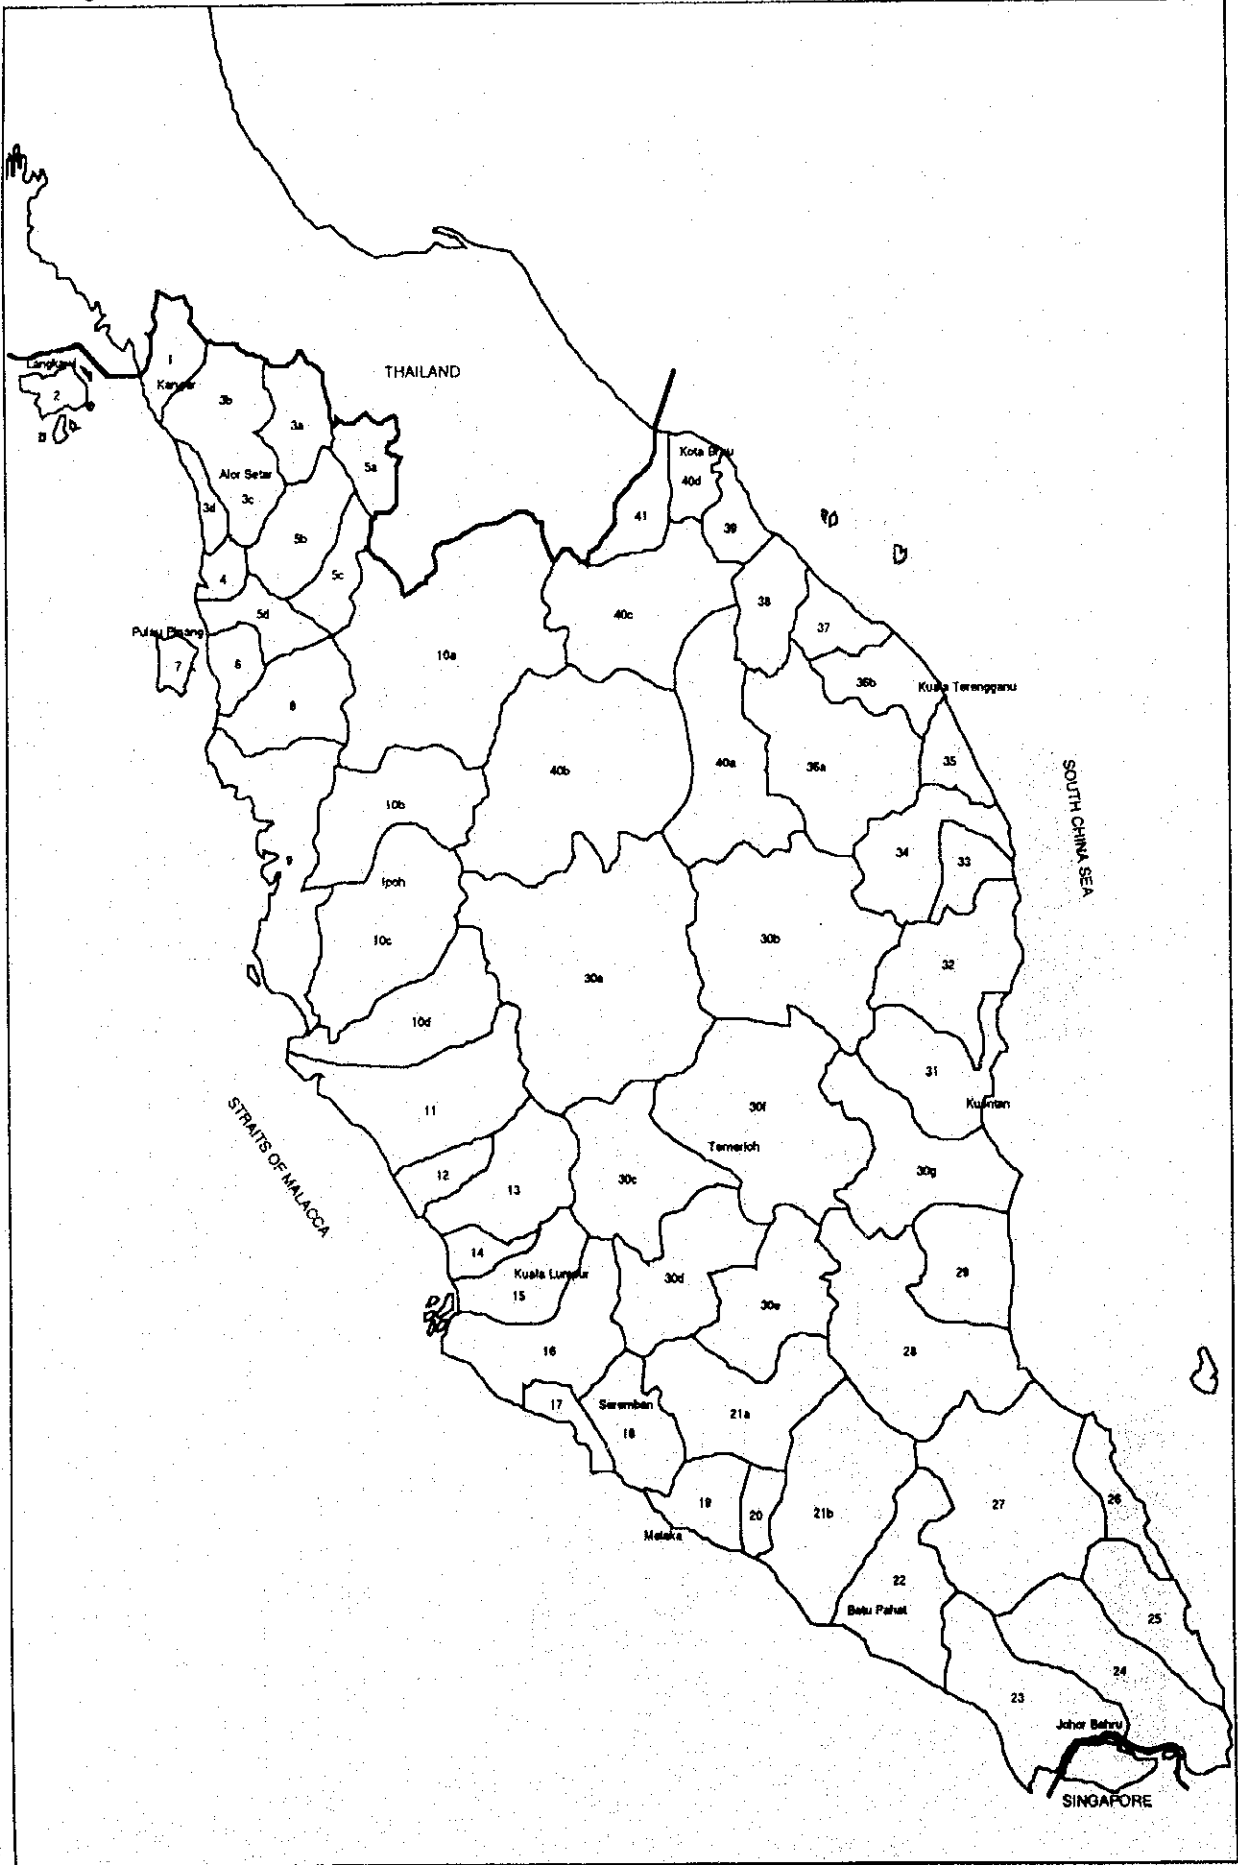 THAILAND
Langkawi
1
Kangar
2
3b
3a
Kota Bharu
40d
5a
Alor Setar
3c
3d
41
39
5b
5c
4
38
5d
40c
37
Pulau Pinang
7
6
10a
36b
Kuala Terengganu
8
40b
40a
36a
35
SOUTH CHINA SEA
10b
9
34
33
Ipoh
10c
30b
32
30a
10d
31
11
30f
Kuantan
STRAITS OF MALACCA
Temerloh
12
13
30c
30g
14
Kuala Lumpur
15
30d
30e
29
16
28
17
Seremban
18
21a
19
20
21b
27
26
Melaka
22
Batu Pahat
25
24
23
Johor Bahru
SINGAPORE